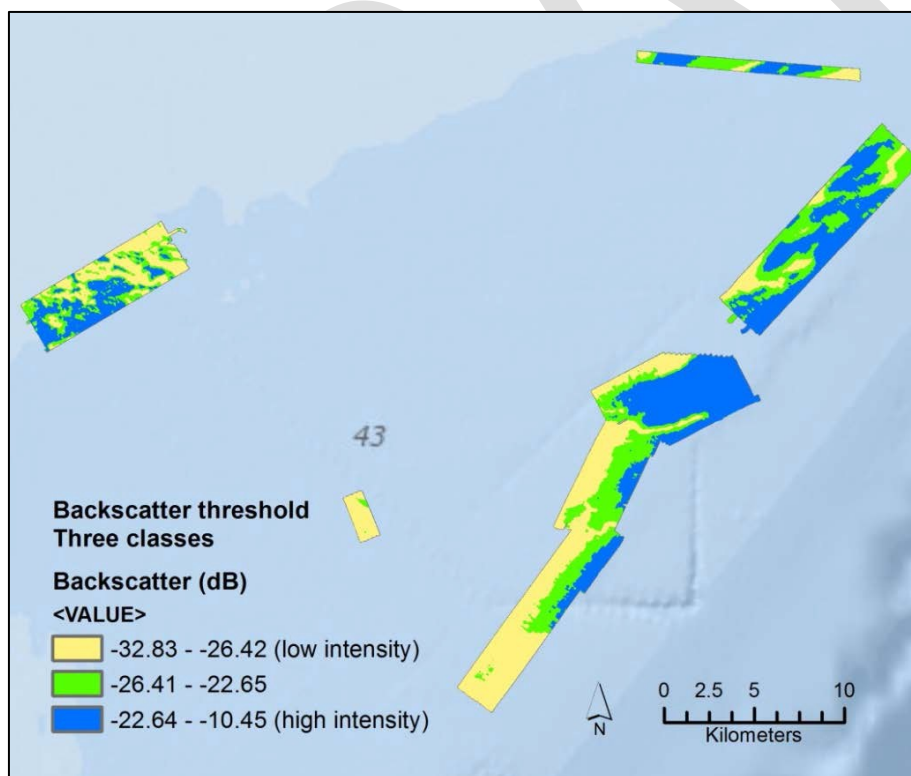 43
Backscatter threshold
Three classes
Backscatter (dB)
<VALUE>
-32.83 - -26.42 (low intensity)
-26.41 - -22.65
-22.64 - -10.45 (high intensity)
N
0 2.5 5 10
Kilometers